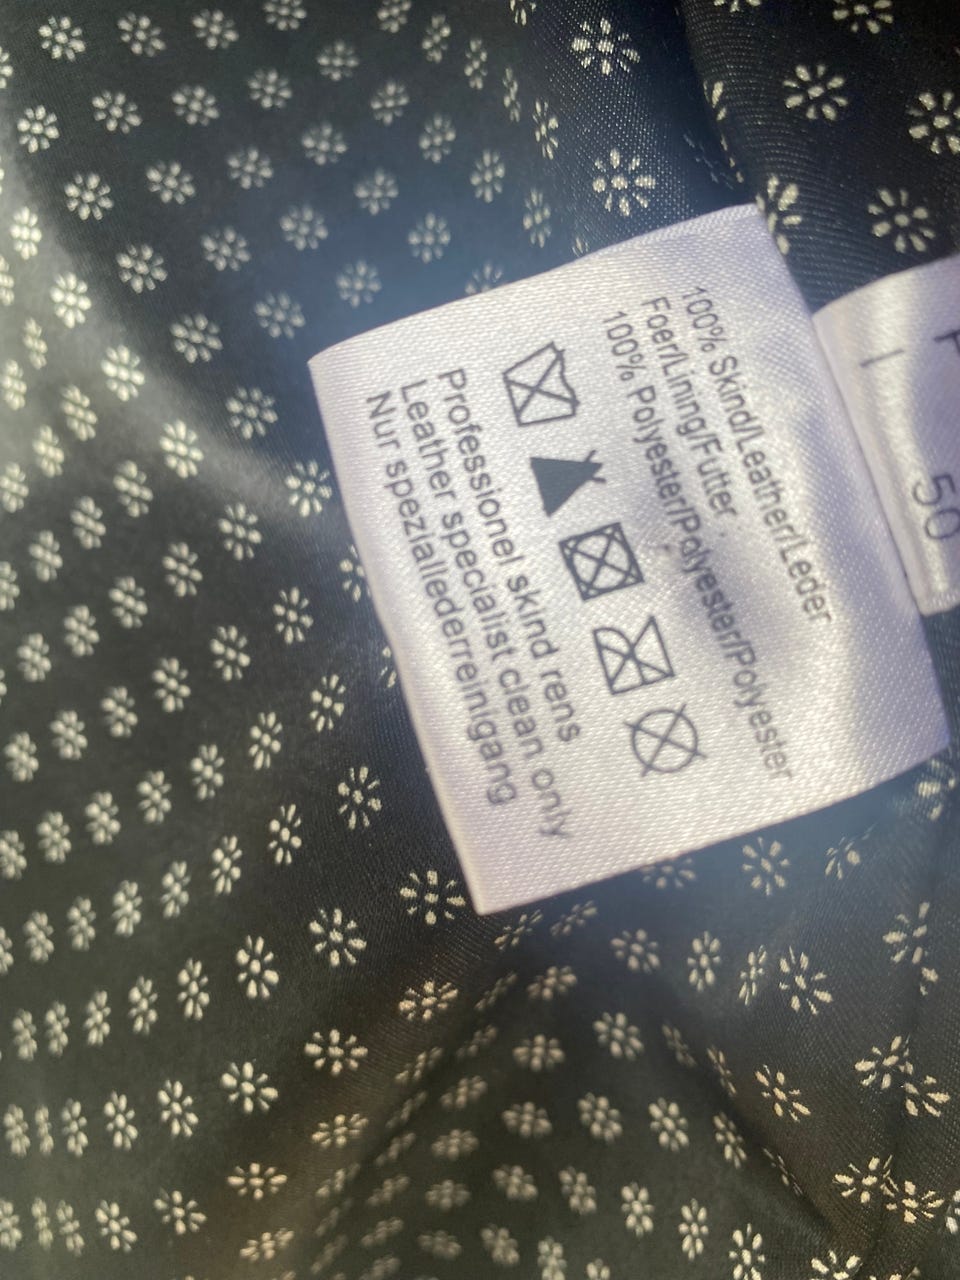 100% Skind/Leather/Leder
Foer/Lining/Futter
100% Polyester/Polyester/Polyester
Professionel skind rens
Leather specialist clean only
Nur speziallederreinigang
50